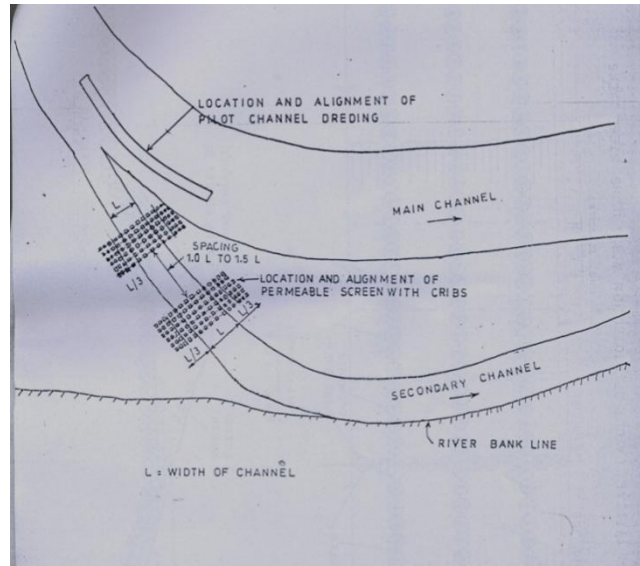 LOCATION AND ALIGNMENT OF
PILOT CHANNEL DREDING
MAIN CHANNEL
L
SPACING
1.0 L TO 1.5 L
L/3
LOCATION AND ALIGNMENT OF
PERMEABLE SCREEN WITH CRIBS
L/3
L
L/3
SECONDARY CHANNEL
RIVER BANK LINE
L = WIDTH OF CHANNEL